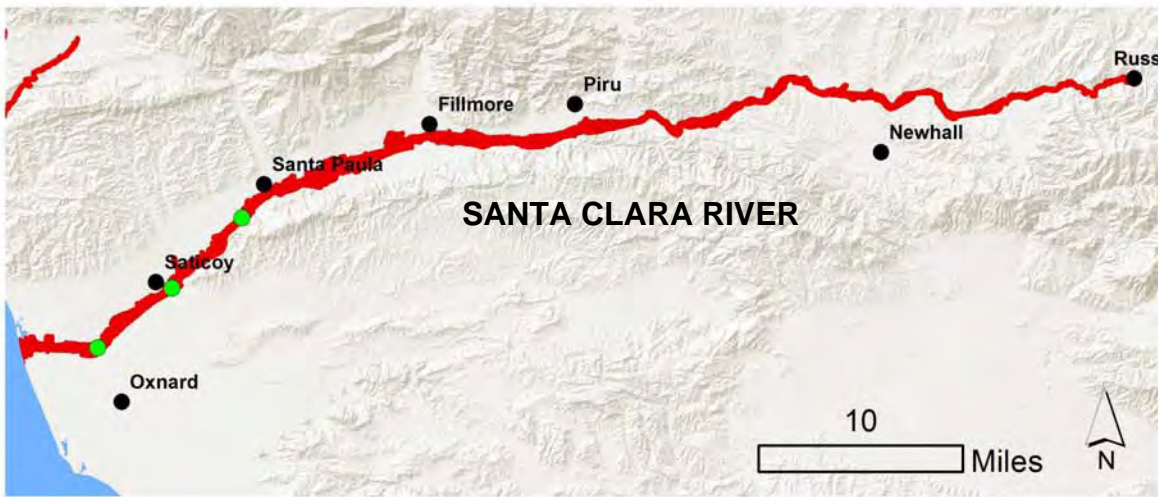 Russ
Piru
Fillmore
Newhall
Santa Paula
SANTA CLARA RIVER
Saticoy
Oxnard
10
Miles
N